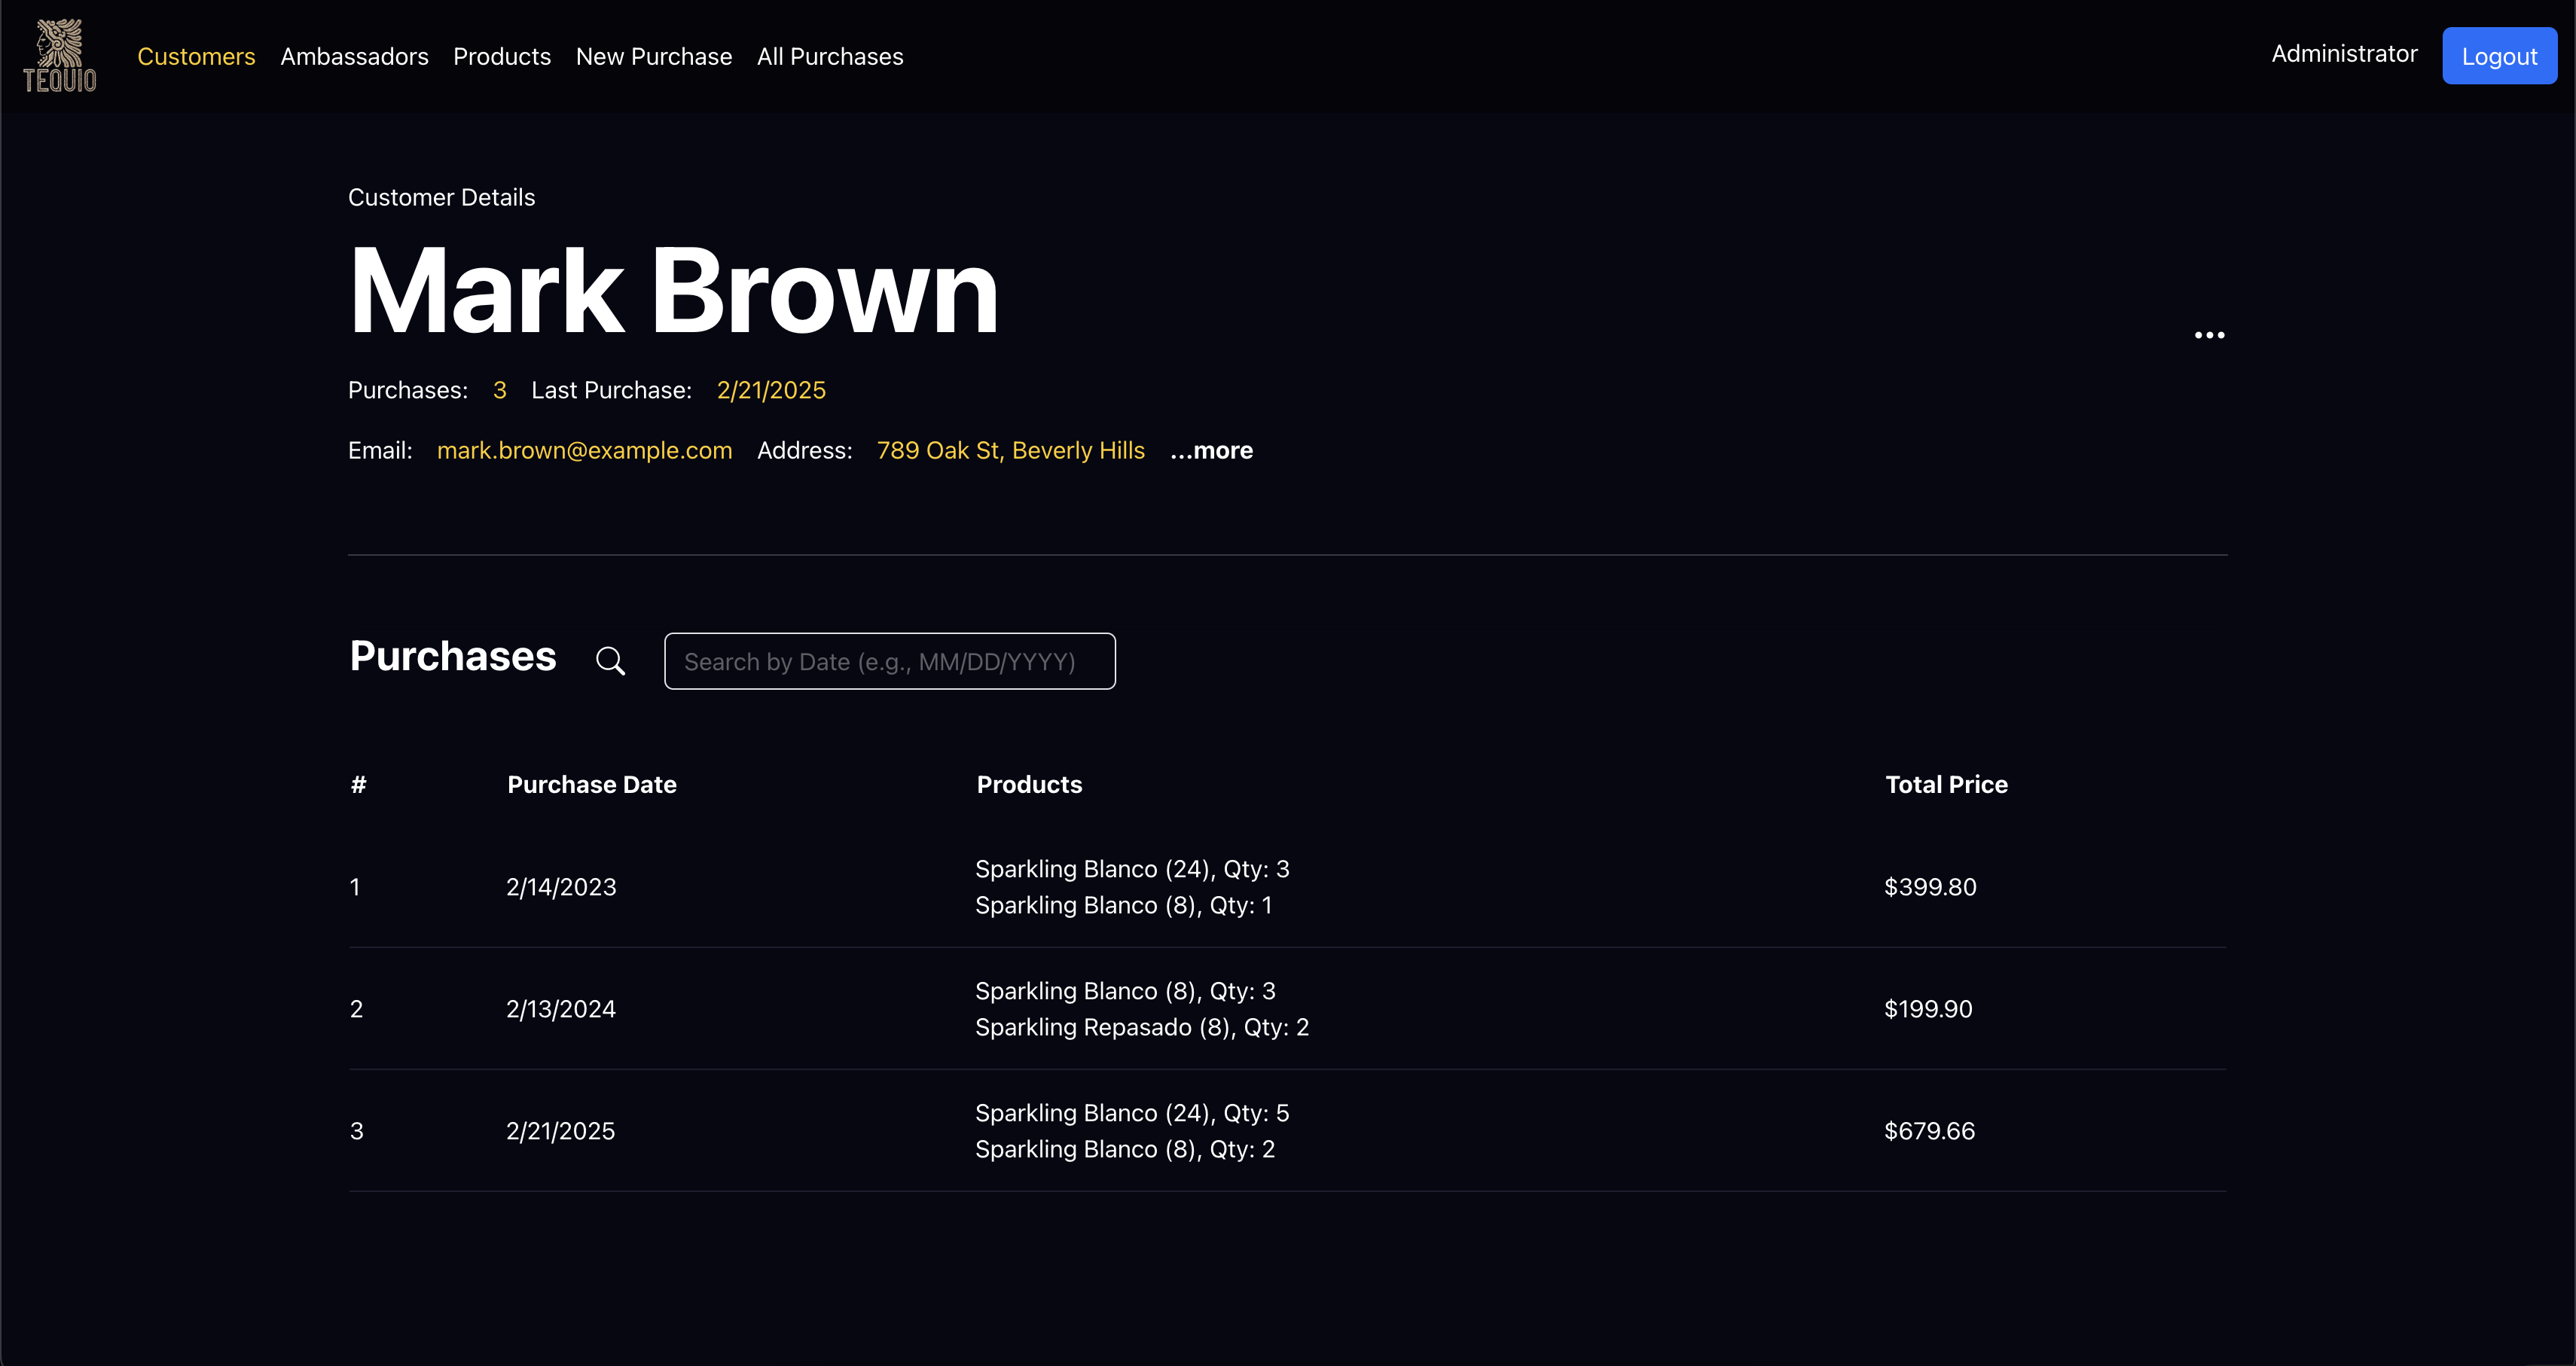 TEQUIO
Customers Ambassadors Products New Purchase All Purchases Administrator Logout
Customer Details
Mark Brown
...
Purchases: 3 Last Purchase: 2/21/2025
Email: mark.brown@example.com Address: 789 Oak St, Beverly Hills ...more
Purchases Search by Date (e.g., MM/DD/YYYY)
# Purchase Date Products Total Price
1 2/14/2023 Sparkling Blanco (24), Qty: 3
Sparkling Blanco (8), Qty: 1 $399.80
2 2/13/2024 Sparkling Blanco (8), Qty: 3
Sparkling Repasado (8), Qty: 2 $199.90
3 2/21/2025 Sparkling Blanco (24), Qty: 5
Sparkling Blanco (8), Qty: 2 $679.66